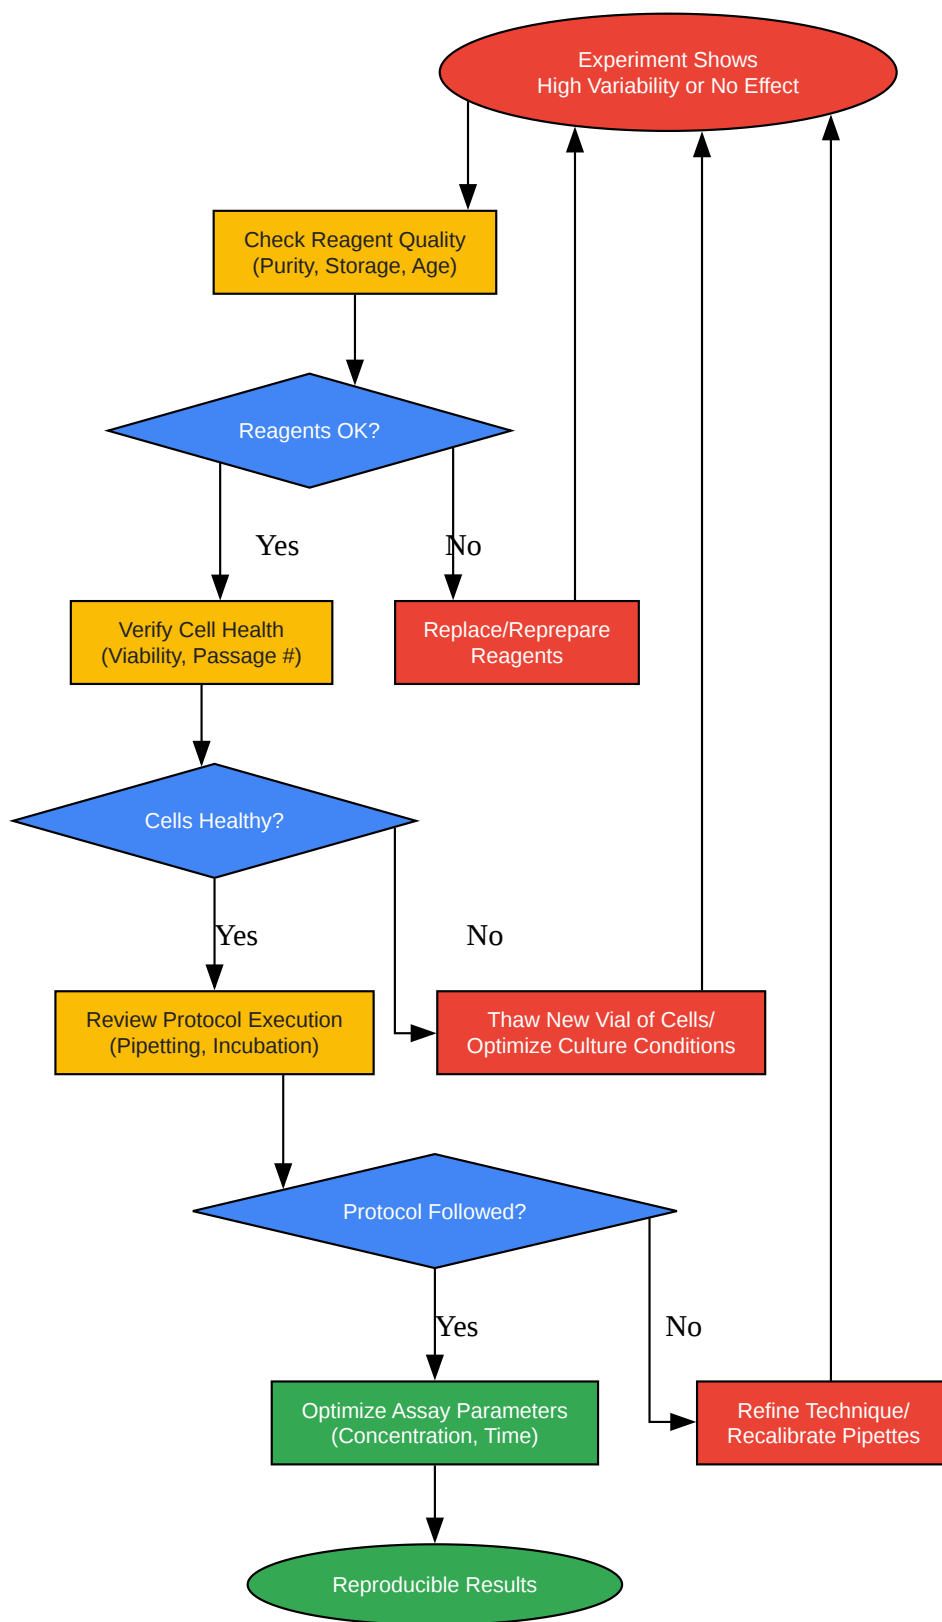 Experiment Shows
High Variability or No Effect
Check Reagent Quality
(Purity, Storage, Age)
Reagents OK?
Yes
No
Verify Cell Health
(Viability, Passage #)
Replace/Reprepare
Reagents
Cells Healthy?
Yes
No
Review Protocol Execution
(Pipetting, Incubation)
Thaw New Vial of Cells/
Optimize Culture Conditions
Protocol Followed?
Yes
No
Optimize Assay Parameters
(Concentration, Time)
Refine Technique/
Recalibrate Pipettes
Reproducible Results